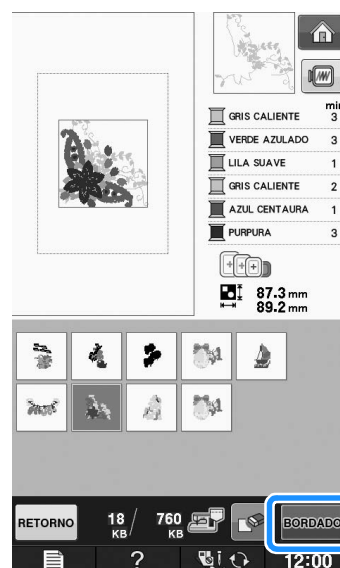 min
GRIS CALIENTE 3
VERDE AZULADO 3
LILA SUAVE 1
GRIS CALIENTE 2
AZUL CENTAURA 1
PURPURA 3
87.3 mm
89.2 mm
RETORNO 18 KB / 760 KB BORDADO
? 12:00